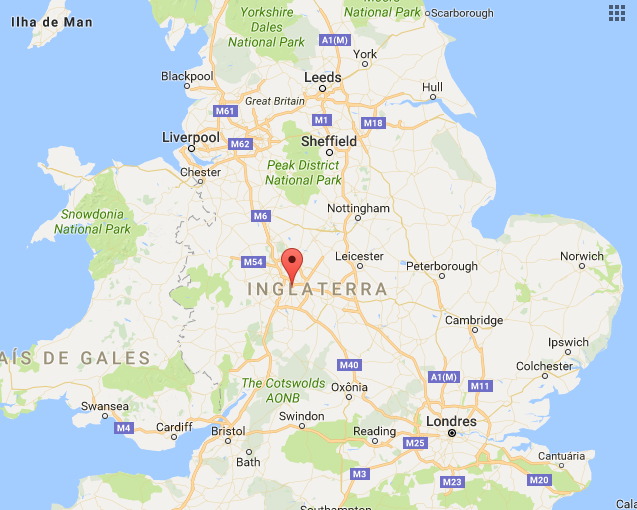 Yorkshire
Dales
National Park
Moors
National Park
Scarborough
Ilha de Man
A1(M)
York
Blackpool
Leeds
Hull
Great Britain
M61
M1
M18
Liverpool
M62
Sheffield
Chester
Peak District
National Park
Snowdonia
National Park
M6
Nottingham
M54
Leicester
Norwich
Peterborough
INGLATERRA
Cambridge
Ipswich
AÍS DE GALES
M40
Colchester
A1(M)
M11
The Cotswolds
AONB
Oxônia
Swansea
M4
Cardiff
Bristol
Swindon
Reading
Londres
M25
Bath
Cantuária
M3
M23
M20
Southampton
Cala